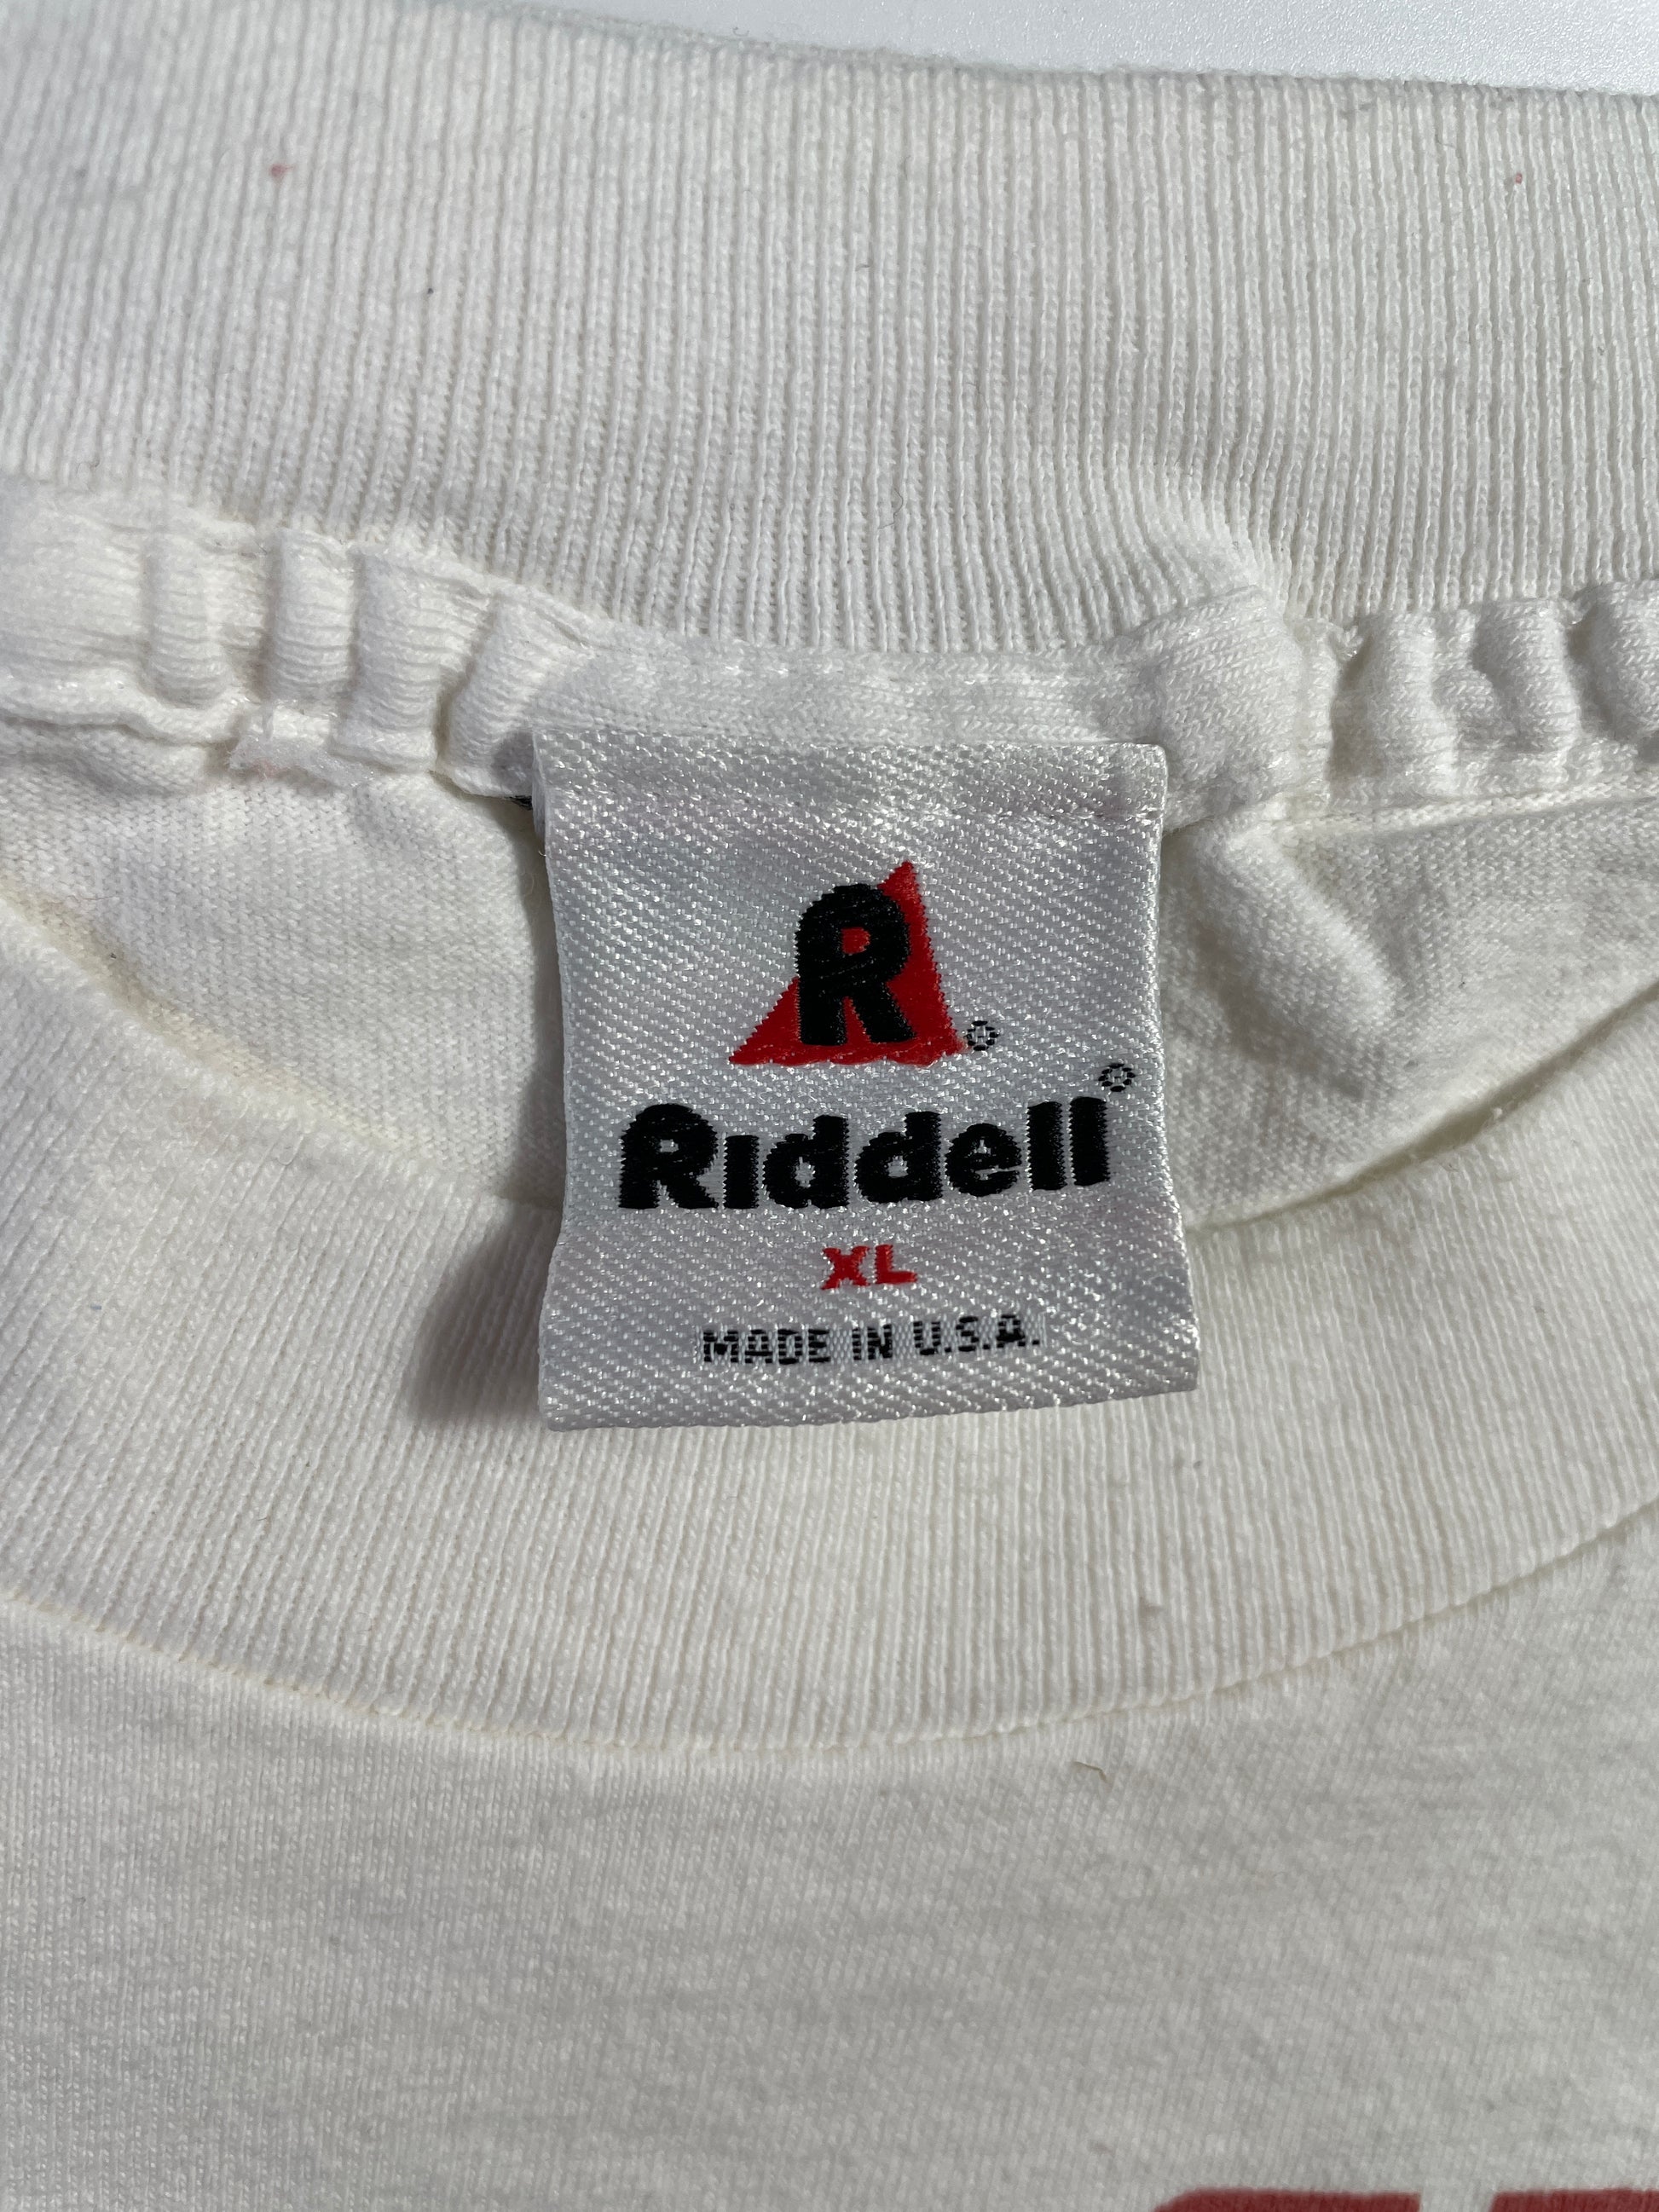 R ®
Riddell ®
XL
MADE IN U.S.A.